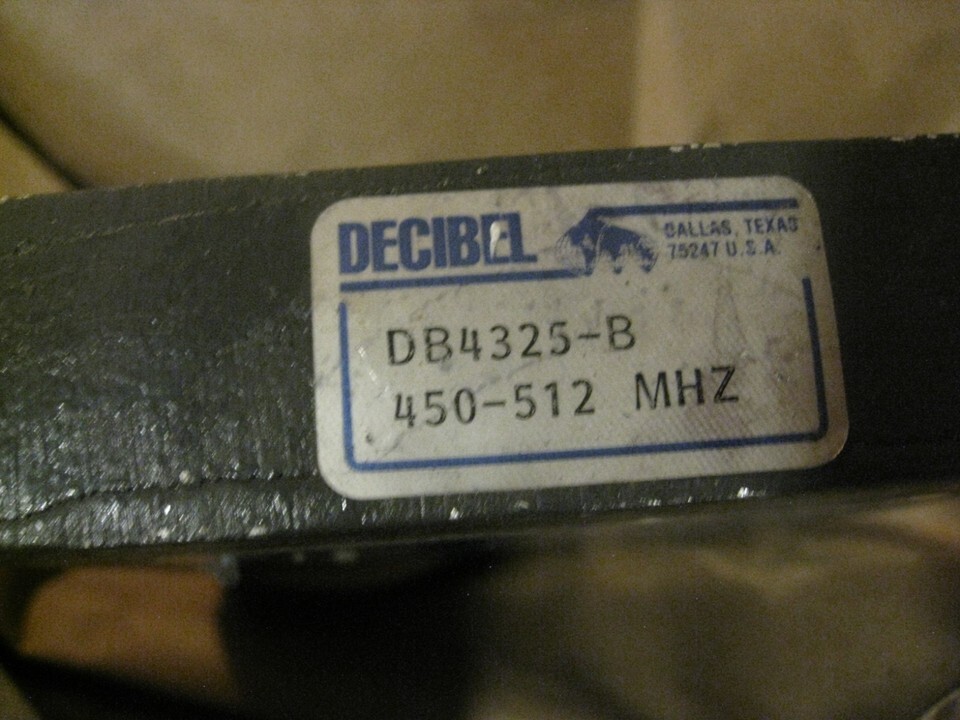 DECIBEL
DALLAS, TEXAS
75247 U.S.A.
DB4325-B
450-512 MHZ